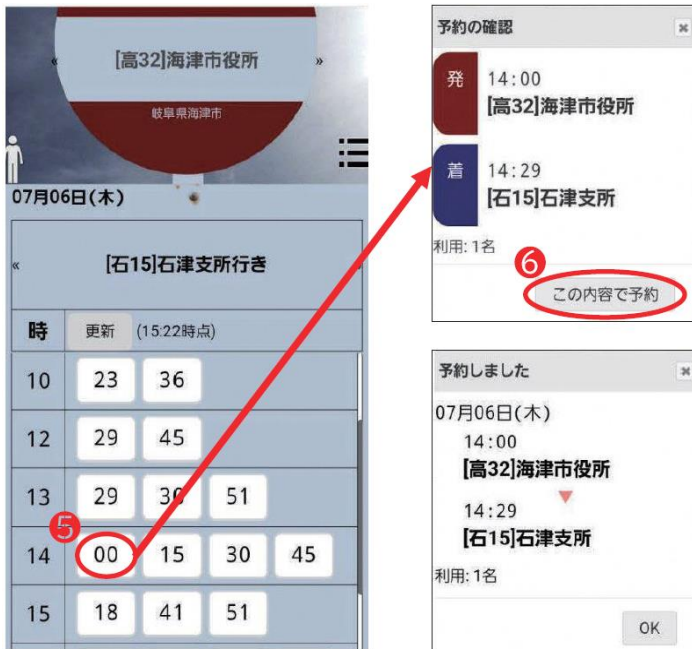 « [高32]海津市役所 »
岐阜県海津市
07月06日(木)
« [石15]石津支所行き
時 更新 (15:22時点)
10 23 36
12 29 45
13 29 30 51
5
14 00 15 30 45
15 18 41 51
予約の確認
発 14:00
[高32]海津市役所
着 14:29
[石15]石津支所
利用: 1名
6
この内容で予約
予約しました
07月06日(木)
14:00
[高32]海津市役所
▼
14:29
[石15]石津支所
利用: 1名
OK